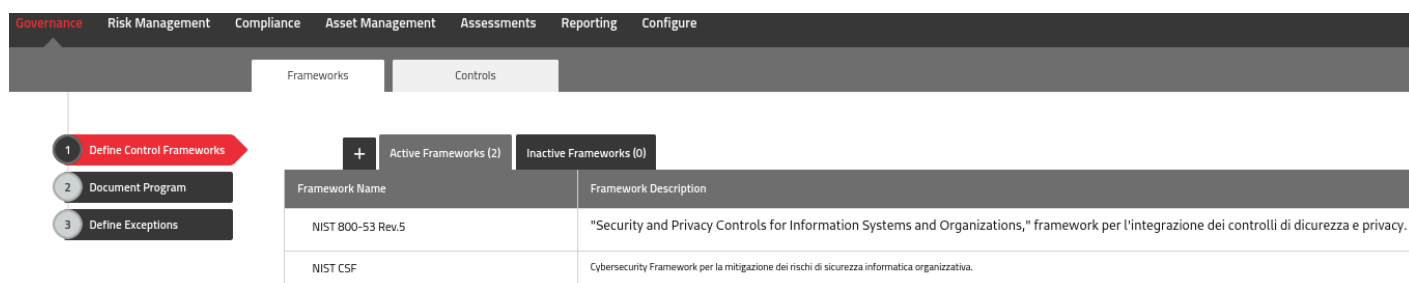 Governance Risk Management Compliance Asset Management Assessments Reporting Configure
Frameworks Controls
1 Define Control Frameworks
2 Document Program
3 Define Exceptions
+ Active Frameworks (2) Inactive Frameworks (0)
Framework Name Framework Description
NIST 800-53 Rev.5 "Security and Privacy Controls for Information Systems and Organizations," framework per l'integrazione dei controlli di dicurezza e privacy.
NIST CSF Cybersecurity Framework per la mitigazione dei rischi di sicurezza informatica organizzativa.